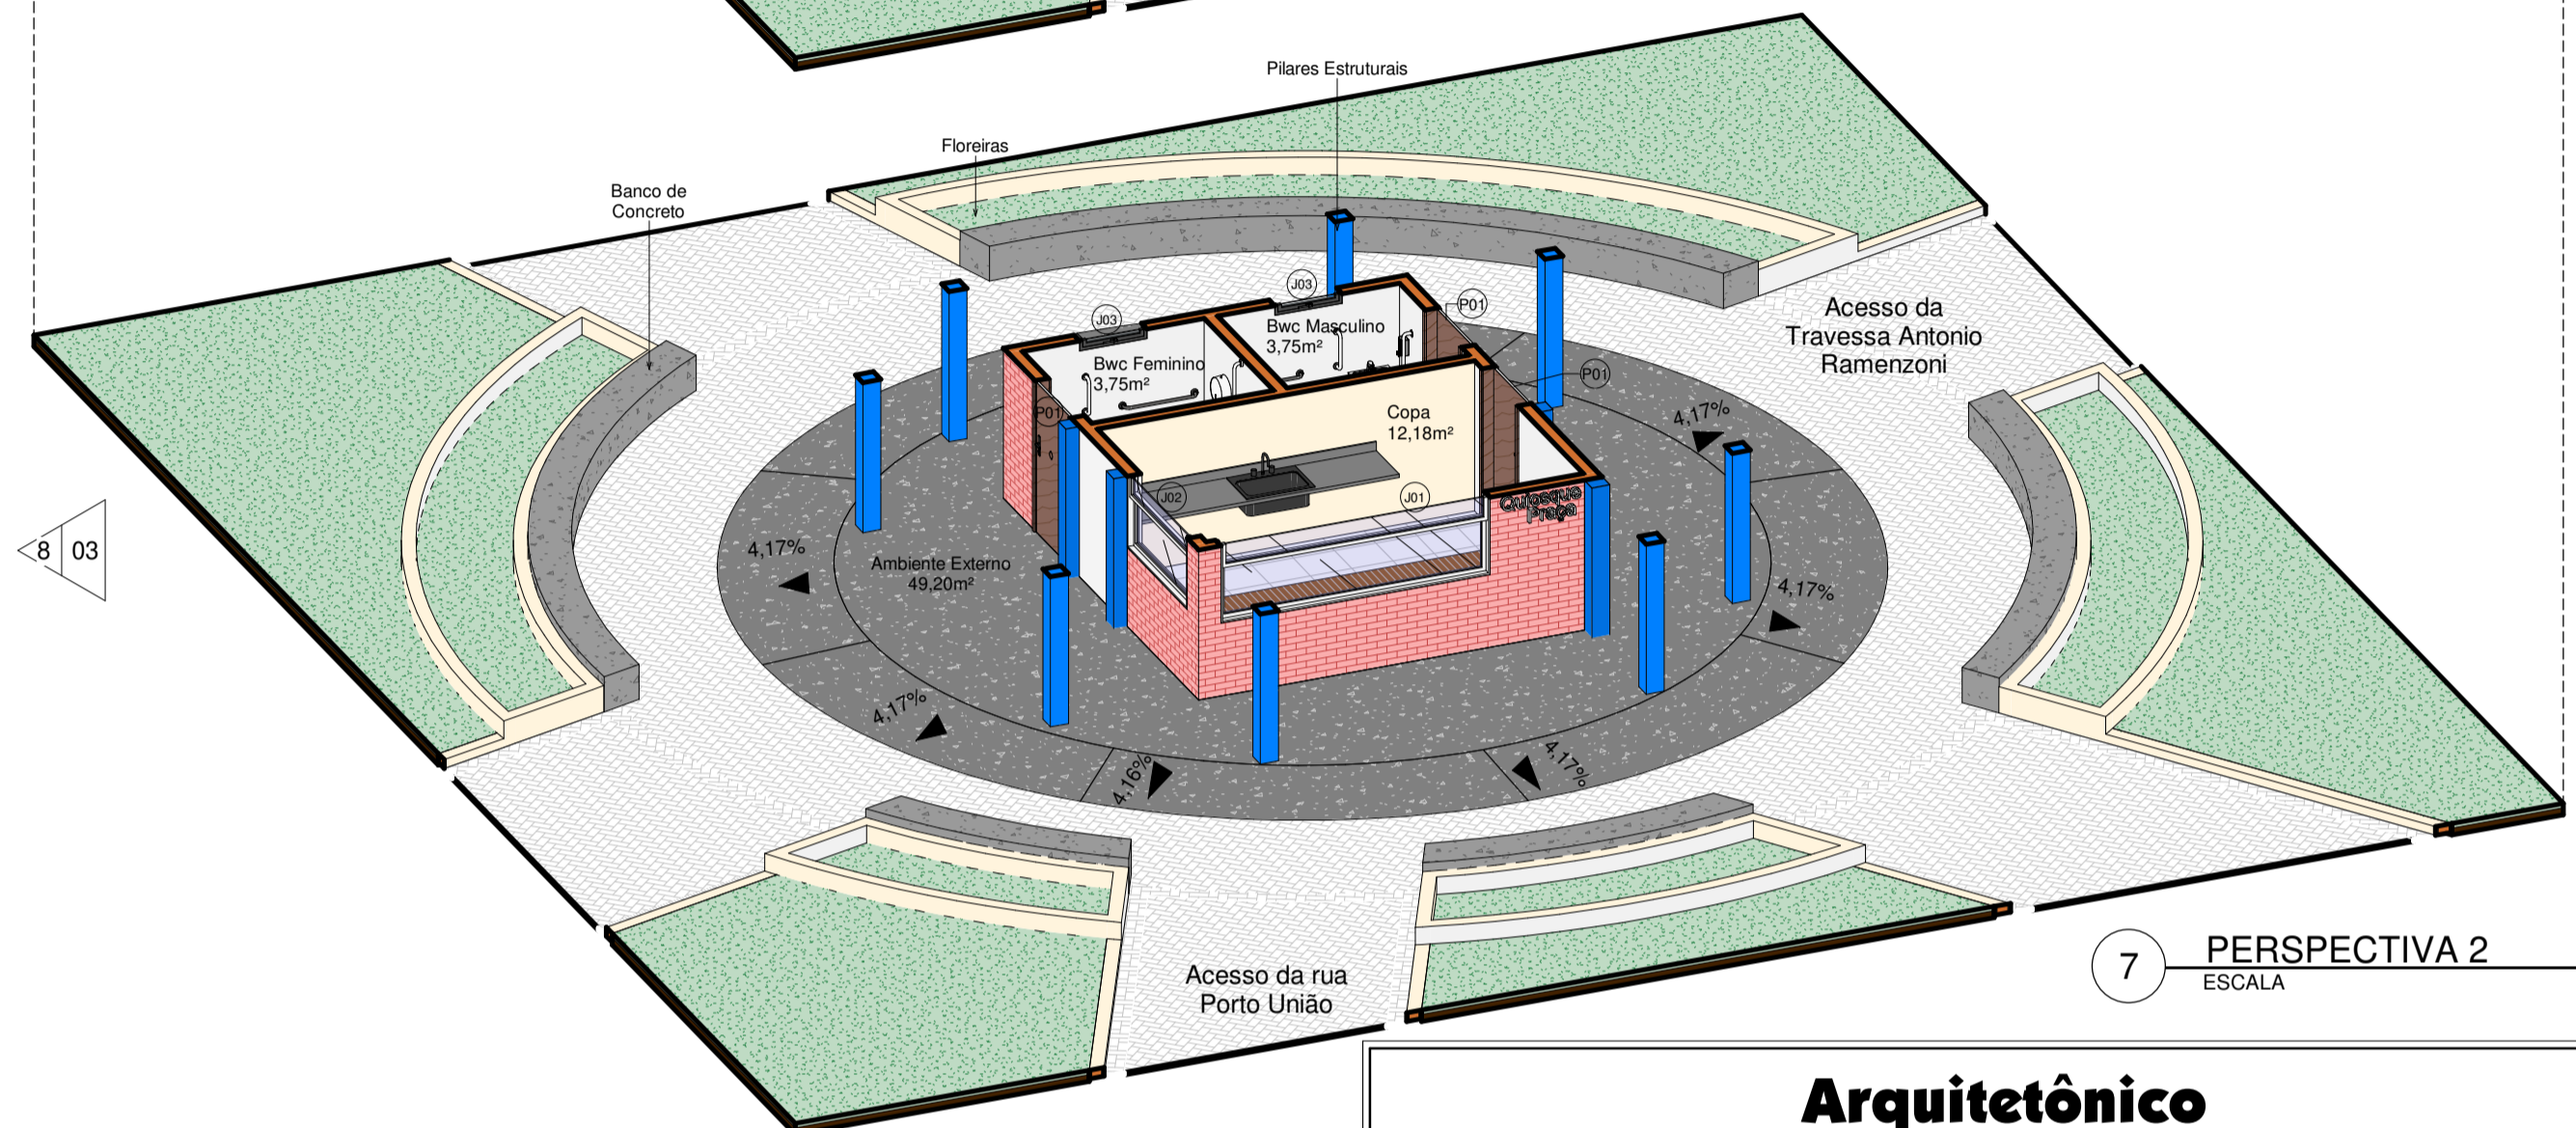 Pilares Estruturais
Floreiras
Banco de
Concreto
J03
J03
P01
Bwc Masculino
3,75m²
Bwc Feminino
3,75m²
P01
P01
Acesso da
Travessa Antonio
Ramenzoni
Copa
12,18m²
4,17%
J02
J01
Quiosque
Praça
8
03
4,17%
Ambiente Externo
49,20m²
4,17%
4,17%
4,16%
4,17%
Acesso da rua
Porto União
7
PERSPECTIVA 2
ESCALA
Arquitetônico